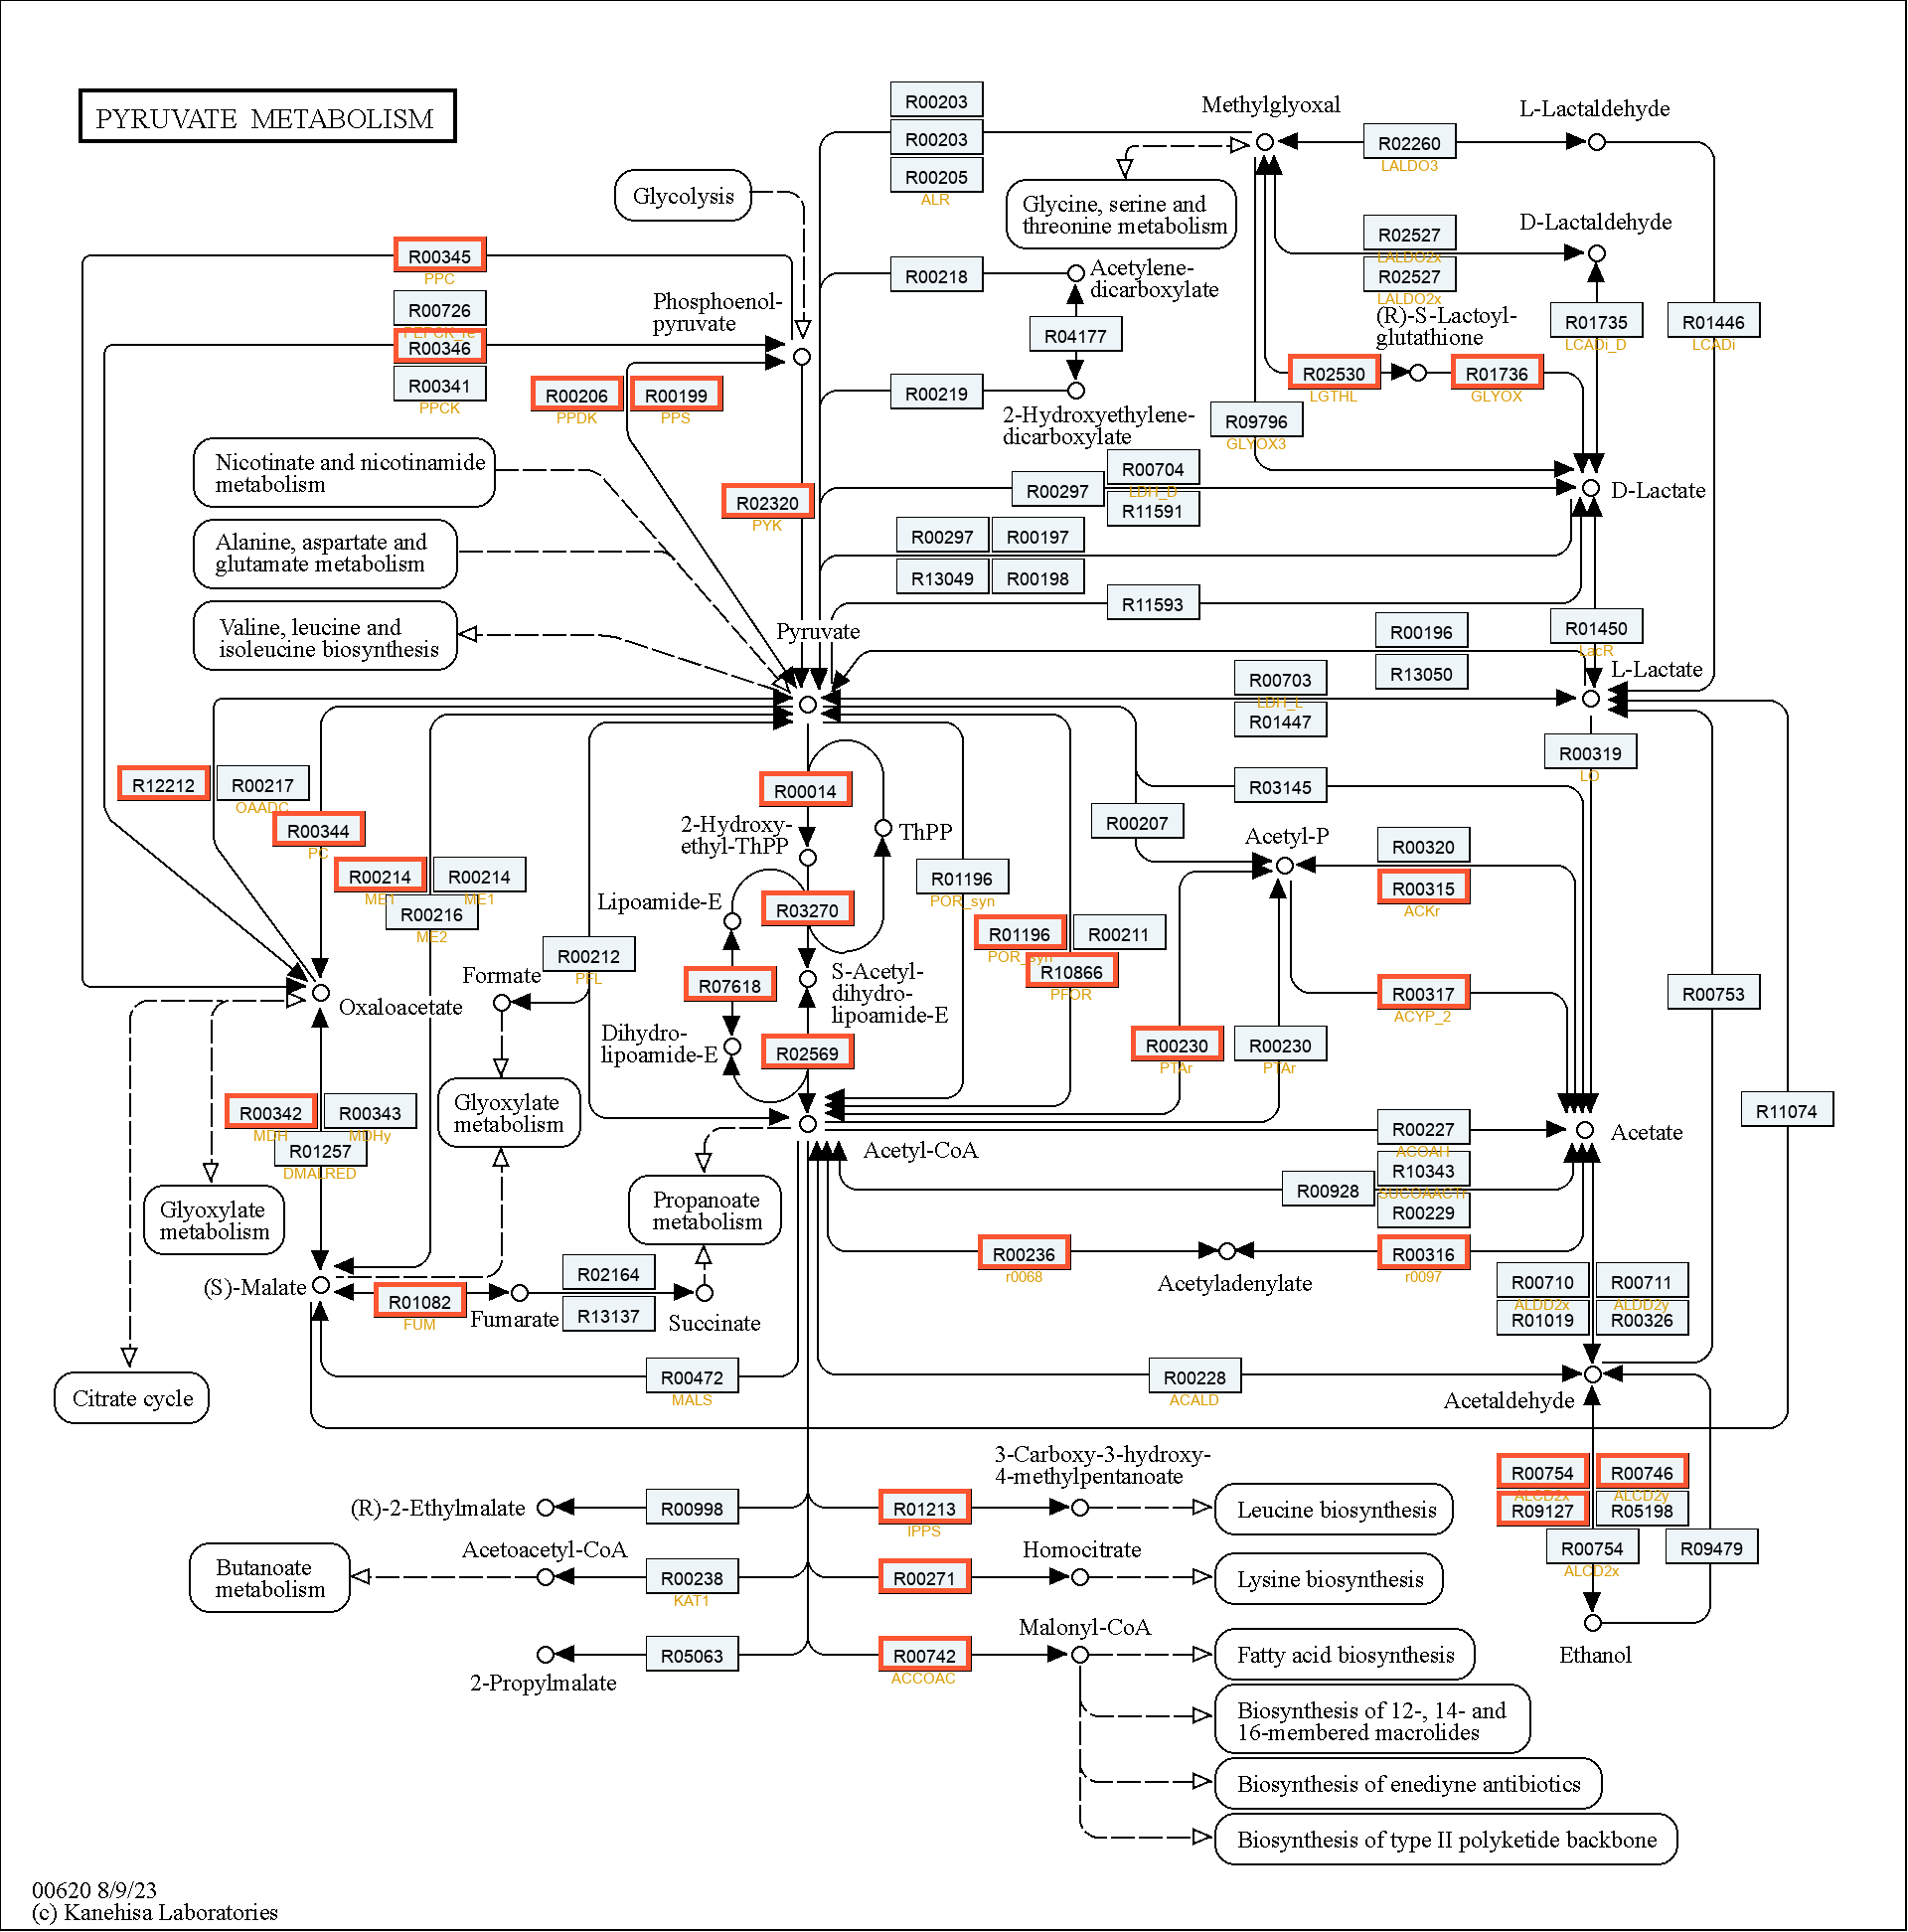 PYRUVATE METABOLISM
R00203
R00203
R00205
ALR
Methylglyoxal
R02260
LALDO3
L-Lactaldehyde
Glycolysis
Glycine, serine and
threonine metabolism
R02527
LALDO2x
R02527
LALDO2x
D-Lactaldehyde
R00345
PPC
R00726
R00346
R00341
PPCK
Phosphoenol-
pyruvate
R00218
Acetylene-
dicarboxylate
R04177
R00219
2-Hydroxyethylene-
dicarboxylate
(R)-S-Lactoyl-
glutathione
R01735
LCADi_D
R01446
LCADi
R02530
LGTHL
R01736
GLYOX
R00206
PPDK
R00199
PPS
R09796
GLYOX3
Nicotinate and nicotinamide
metabolism
R02320
PYK
R00297
R00704
LDH_D
R11591
D-Lactate
Alanine, aspartate and
glutamate metabolism
R00297
R00197
R13049
R00198
R11593
Valine, leucine and
isoleucine biosynthesis
Pyruvate
R00196
R13050
R01450
LacR
L-Lactate
R00703
LDH_L
R01447
R00319
LO
R12212
R00217
OAADC
R00344
PC
R00214
ME1
R00214
ME1
R00216
ME2
R00014
2-Hydroxy-
ethyl-ThPP
ThPP
R03145
R00207
Acetyl-P
R00320
R00315
ACKr
R01196
POR_syn
Lipoamide-E
R03270
R01196
POR_syn
R00211
R10866
PFOR
R00212
PFL
Formate
R07618
S-Acetyl-
dihydro-
lipoamide-E
R00317
ACYP_2
R00753
Oxaloacetate
Dihydro-
lipoamide-E
R02569
R00230
PTAr
R00230
PTAr
R00342
MDH
R00343
MDHy
R01257
DMALRED
Glyoxylate
metabolism
R11074
Acetyl-CoA
R00227
ACOAH
Acetate
R10343
SUCOAACTr
R00928
R00229
Glyoxylate
metabolism
Propanoate
metabolism
R00236
r0068
Acetyladenylate
R00316
r0097
(S)-Malate
R01082
FUM
Fumarate
R02164
R13137
Succinate
R00710
ALDD2x
R00711
ALDD2y
R01019
R00326
Citrate cycle
R00472
MALS
R00228
ACALD
Acetaldehyde
3-Carboxy-3-hydroxy-
4-methylpentanoate
R00754
ALCD2x
R00746
ALCD2y
R09127
R05198
R00754
ALCD2x
R09479
(R)-2-Ethylmalate
R00998
R01213
IPPS
Leucine biosynthesis
Butanoate
metabolism
Acetoacetyl-CoA
R00238
KAT1
R00271
Homocitrate
Lysine biosynthesis
2-Propylmalate
R05063
R00742
ACCOAC
Malonyl-CoA
Fatty acid biosynthesis
Ethanol
Biosynthesis of 12-, 14- and
16-membered macrolides
Biosynthesis of enediyne antibiotics
Biosynthesis of type II polyketide backbone
00620 8/9/23
(c) Kanehisa Laboratories